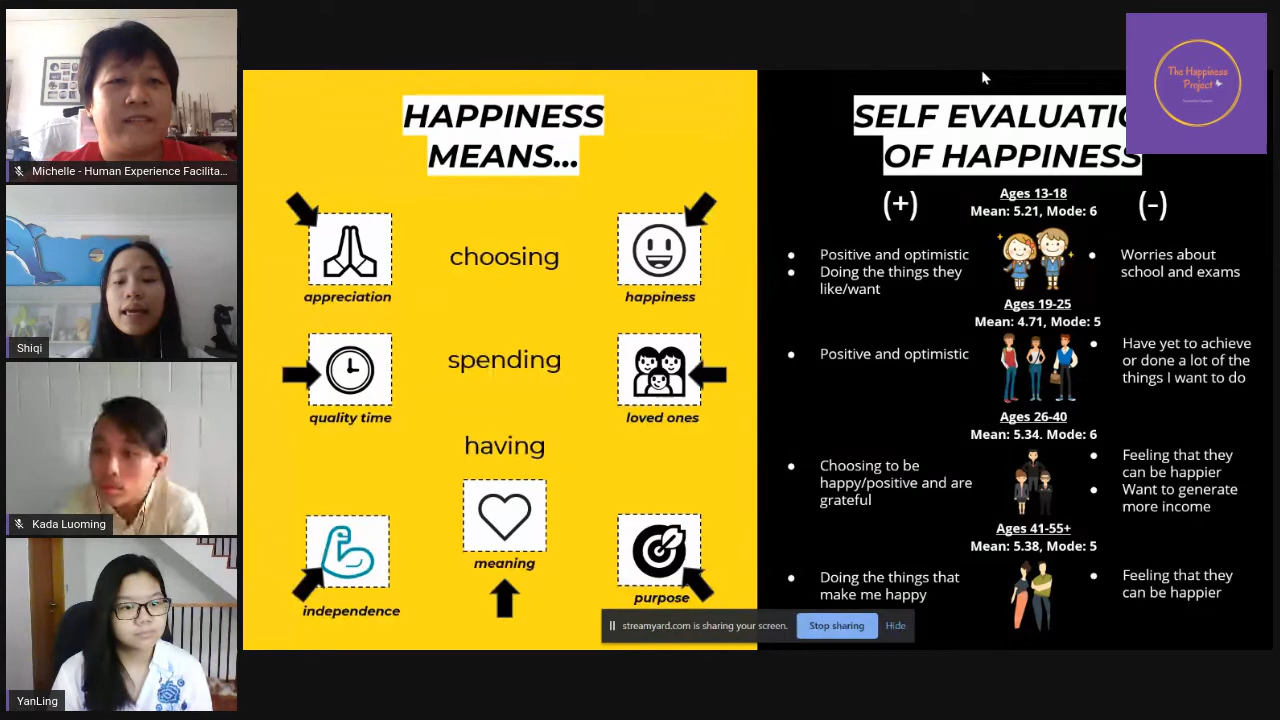 Michelle - Human Experience Facilita...
Shiqi
Kada Luoming
YanLing
HAPPINESS
MEANS...
appreciation
choosing
happiness
quality time
spending
loved ones
having
independence
meaning
purpose
SELF EVALUATIO
OF HAPPINESS
The Happiness
Project
(+)
(-)
Ages 13-18
Mean: 5.21, Mode: 6
● Positive and optimistic
● Doing the things they
like/want
● Worries about
school and exams
Ages 19-25
Mean: 4.71, Mode: 5
● Positive and optimistic
● Have yet to achieve
or done a lot of the
things I want to do
Ages 26-40
Mean: 5.34. Mode: 6
● Choosing to be
happy/positive and are
grateful
● Feeling that they
can be happier
● Want to generate
more income
Ages 41-55+
Mean: 5.38, Mode: 5
● Doing the things that
make me happy
● Feeling that they
can be happier
streamyard.com is sharing your screen.
Stop sharing
Hide